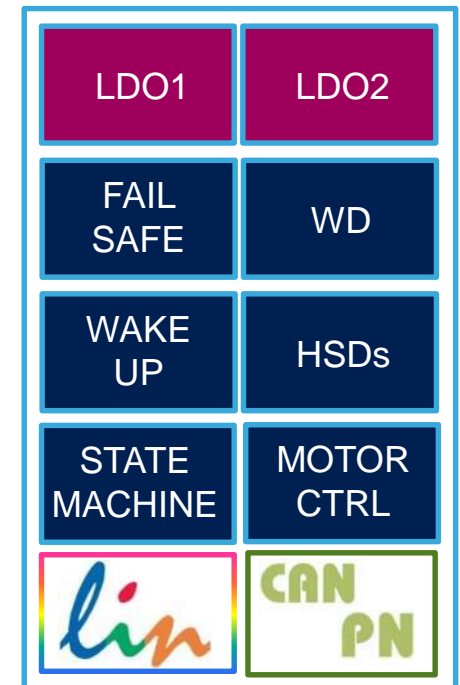 LDO1
LDO2
FAIL
SAFE
WD
WAKE
UP
HSDs
STATE
MACHINE
MOTOR
CTRL
lin
CAN
PN